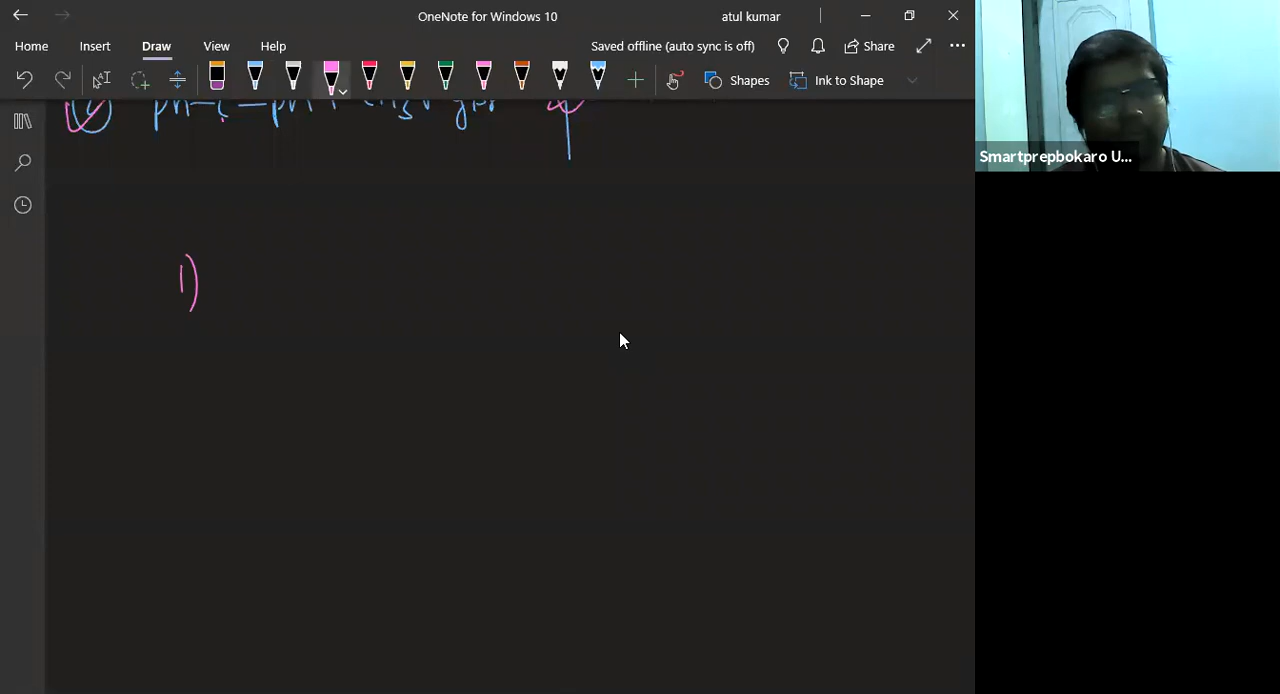 OneNote for Windows 10
atul kumar
Home Insert Draw View Help
Saved offline (auto sync is off)
Share
Shapes
Ink to Shape
Smartprepbokaro U...
1)